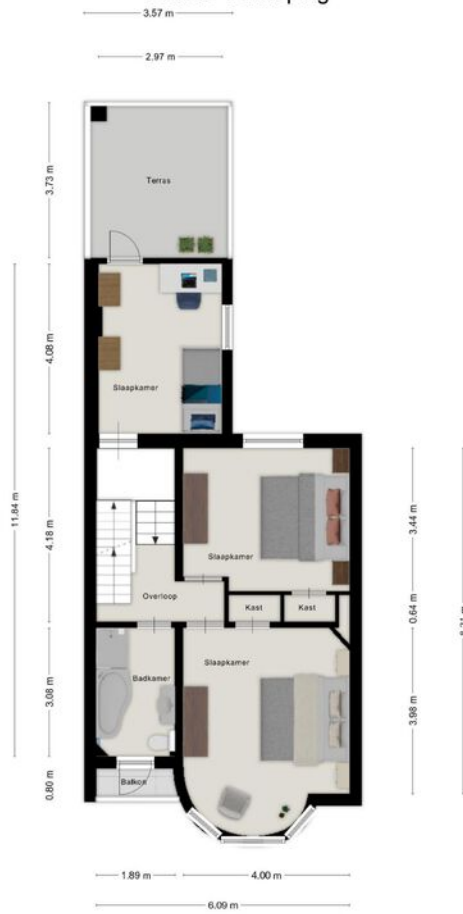 3.57 m
2.97 m
3.73 m
Terras
4.08 m
Slaapkamer
11.84 m
4.18 m
3.44 m
Slaapkamer
Overloop
Kast
Kast
0.64 m
Slaapkamer
Badkamer
3.08 m
3.98 m
0.80 m
Balkon
1.89 m
4.00 m
6.09 m